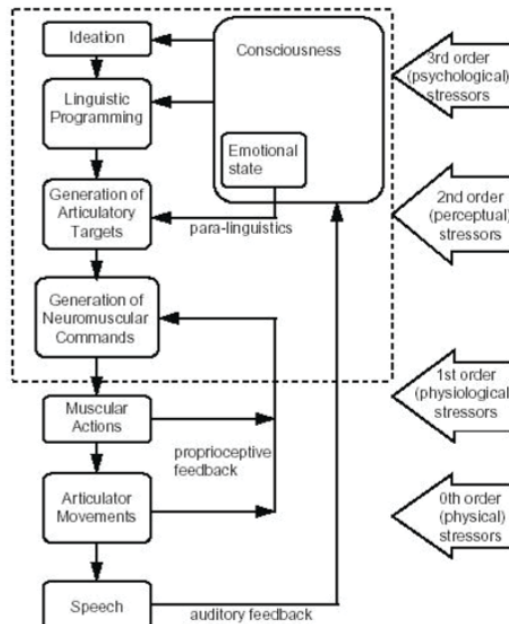 Ideation
Consciousness
3rd order
(psychological)
stressors
Linguistic
Programming
Emotional
state
Generation of
Articulatory
Targets
para-linguistics
2nd order
(perceptual)
stressors
Generation of
Neuromuscular
Commands
1st order
(physiological)
stressors
Muscular
Actions
proprioceptive
feedback
Articulator
Movements
0th order
(physical)
stressors
Speech
auditory feedback